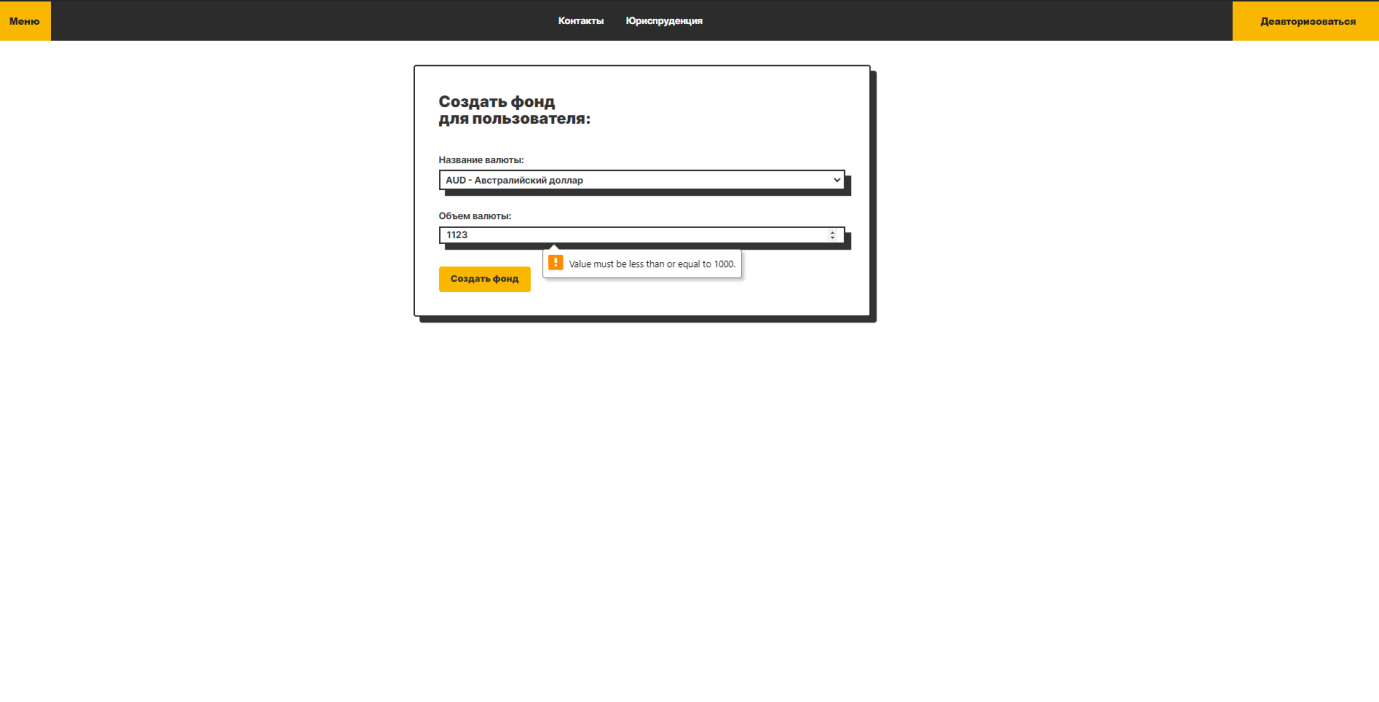 Меню
Контакты
Юриспруденция
Деавторизоваться
Создать фонд
для пользователя:
Название валюты:
AUD - Австралийский доллар
Объем валюты:
1123
Value must be less than or equal to 1000.
Создать фонд